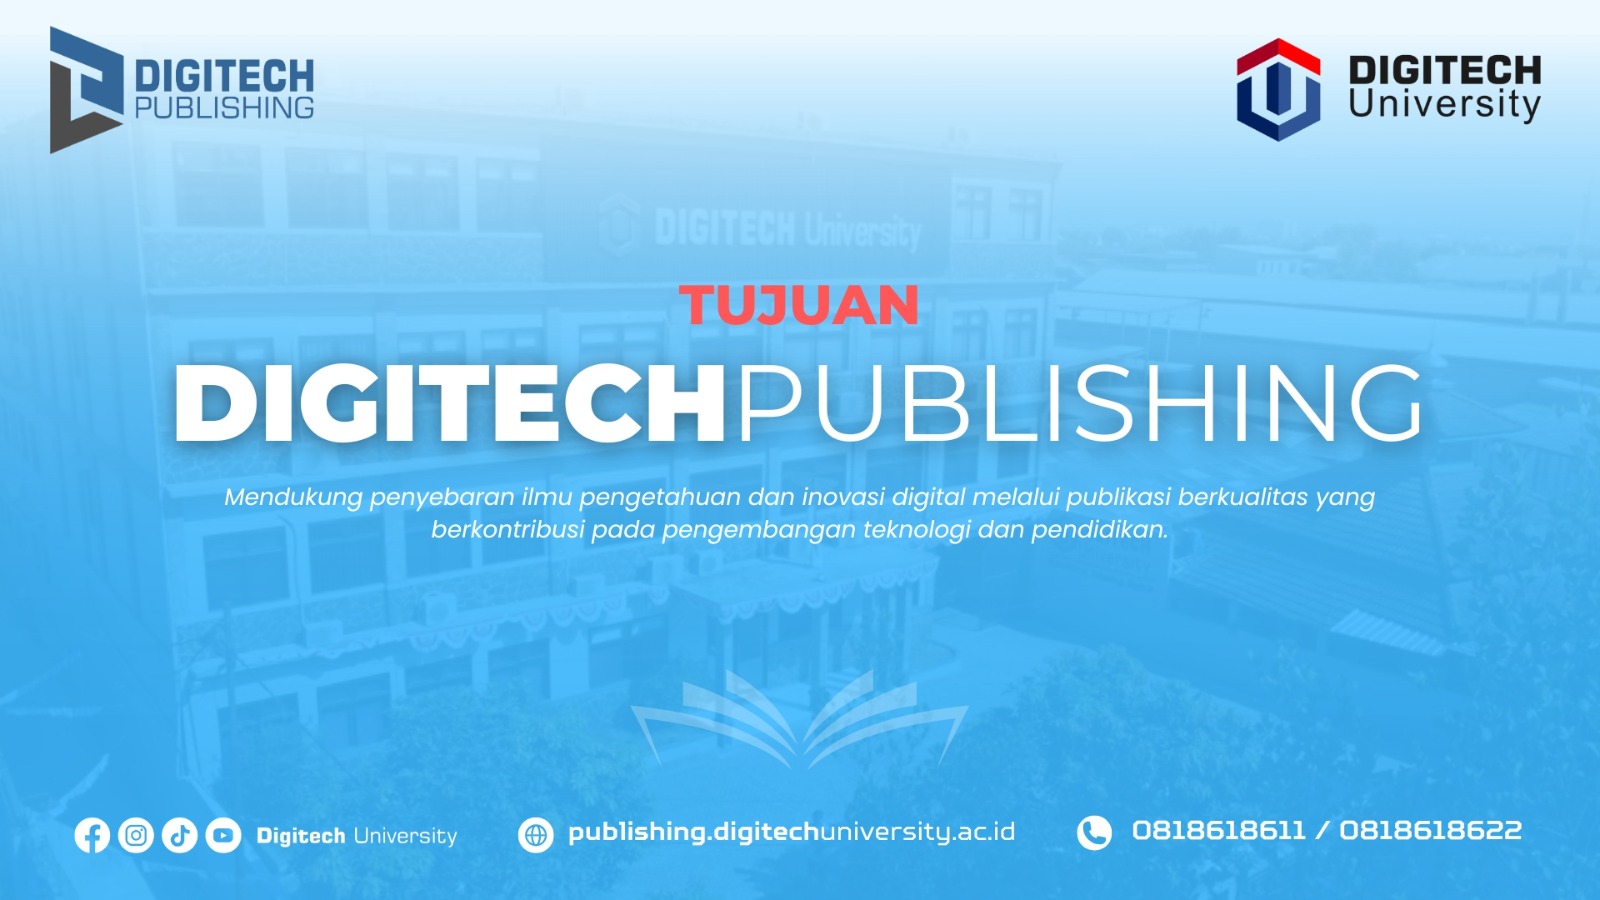 DIGITECH
PUBLISHING
DIGITECH
University
DIGITECH University
TUJUAN
DIGITECHPUBLISHING
Mendukung penyebaran ilmu pengetahuan dan inovasi digital melalui publikasi berkualitas yang
berkontribusi pada pengembangan teknologi dan pendidikan.
Digitech University
publishing.digitechuniversity.ac.id
0818618611 / 0818618622